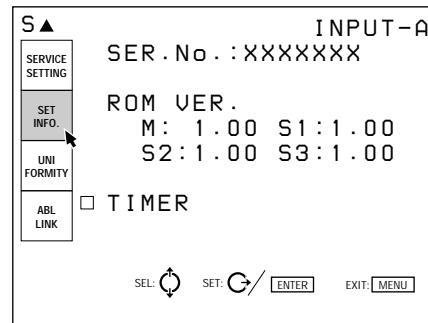 S▲
INPUT-A
SERVICE SETTING
SET INFO.
UNI FORMITY
ABL LINK
SER.No.:XXXXXXX
ROM VER.
M: 1.00 S1:1.00
S2:1.00 S3:1.00
□ TIMER
SEL: SET: / ENTER EXIT: MENU